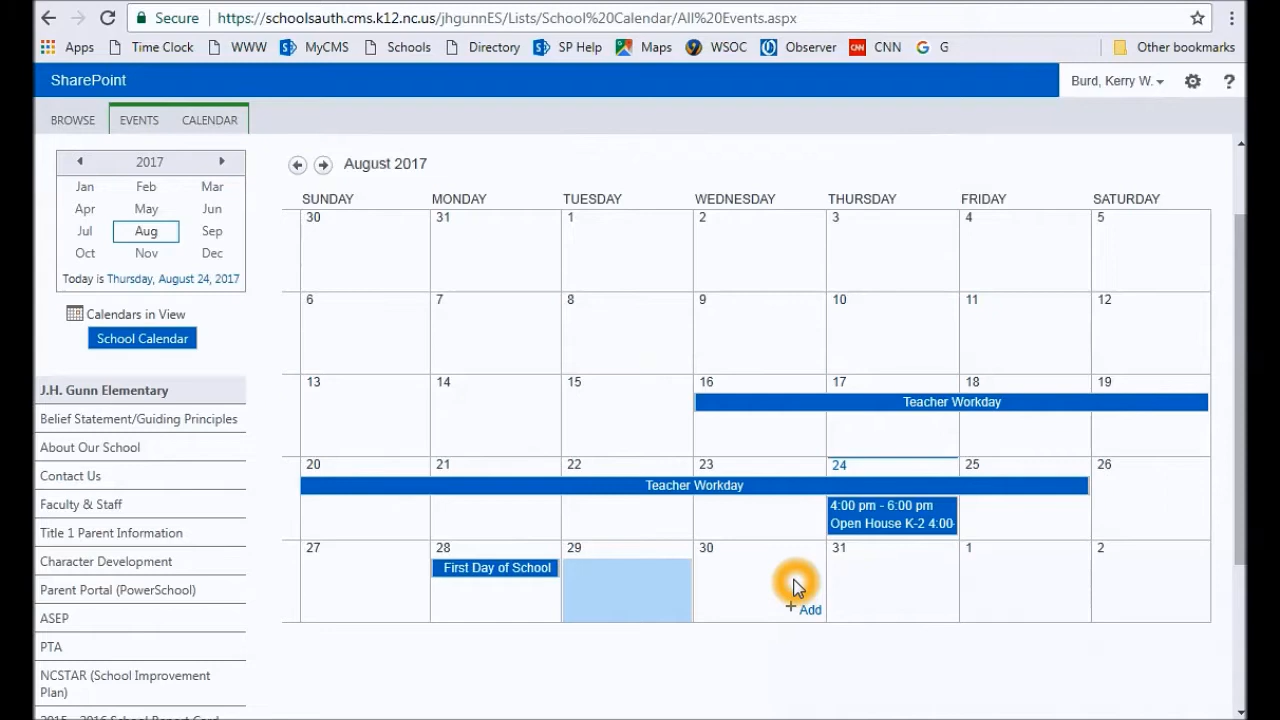 Secure https://schoolsauth.cms.k12.nc.us/jhgunnES/Lists/School%20Calendar/All%20Events.aspx
Apps Time Clock WWW MyCMS Schools Directory SP Help Maps WSOC Observer CNN G Other bookmarks
SharePoint Burd, Kerry W. ?
BROWSE EVENTS CALENDAR
2017
Jan Feb Mar
Apr May Jun
Jul Aug Sep
Oct Nov Dec
Today is Thursday, August 24, 2017
Calendars in View
School Calendar
J.H. Gunn Elementary
Belief Statement/Guiding Principles
About Our School
Contact Us
Faculty & Staff
Title 1 Parent Information
Character Development
Parent Portal (PowerSchool)
ASEP
PTA
NCSTAR (School Improvement
Plan)
2015 - 2016 School Report Card
August 2017
SUNDAY MONDAY TUESDAY WEDNESDAY THURSDAY FRIDAY SATURDAY
30 31 1 2 3 4 5
6 7 8 9 10 11 12
13 14 15 16 17 18 19
Teacher Workday
20 21 22 23 24 25 26
Teacher Workday
4:00 pm - 6:00 pm
Open House K-2 4:00-
27 28 29 30 31 1 2
First Day of School
+ Add